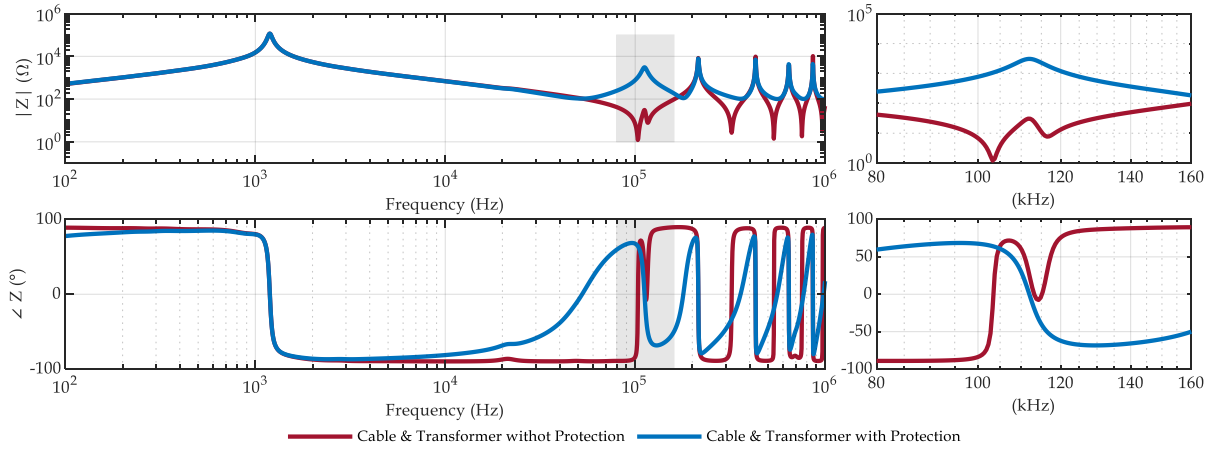 10^6
10^4
10^2
10^0
|Z| (Ω)
10^2 10^3 10^4 10^5 10^6
Frequency (Hz)
10^5
10^0
80 100 120 140 160
(kHz)
100
0
-100
∠ Z (°)
10^2 10^3 10^4 10^5 10^6
Frequency (Hz)
100
50
0
-50
-100
80 100 120 140 160
(kHz)
Cable & Transformer withot Protection Cable & Transformer with Protection